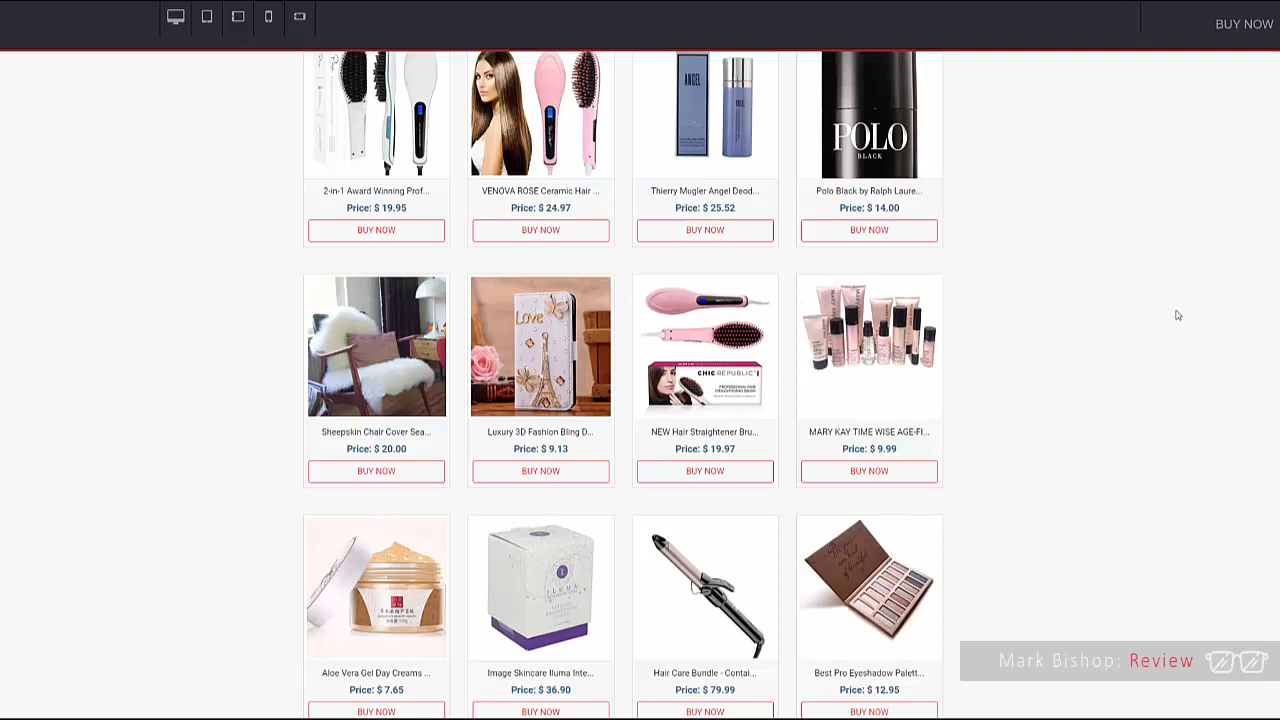 BUY NOW
ANGEL
POLO
BLACK
2-in-1 Award Winning Prof...
VENOVA ROSE Ceramic Hair ...
Thierry Mugler Angel Deod...
Polo Black by Ralph Laure...
Price: $ 19.95
Price: $ 24.97
Price: $ 25.52
Price: $ 14.00
BUY NOW
BUY NOW
BUY NOW
BUY NOW
Love
CHIC REPUBLIC
PROFESSIONAL HAIR
STRAIGHTENING BRUSH
Sheepskin Chair Cover Sea...
Luxury 3D Fashion Bling D...
NEW Hair Straightener Bru...
MARY KAY TIME WISE AGE-FI...
Price: $ 20.00
Price: $ 9.13
Price: $ 19.97
Price: $ 9.99
BUY NOW
BUY NOW
BUY NOW
BUY NOW
ILUMA
Aloe Vera Gel Day Creams ...
Image Skincare Iluma Inte...
Hair Care Bundle - Contai...
Best Pro Eyeshadow Palett...
Price: $ 7.65
Price: $ 36.90
Price: $ 79.99
Price: $ 12.95
BUY NOW
BUY NOW
BUY NOW
BUY NOW
Mark Bishop: Review